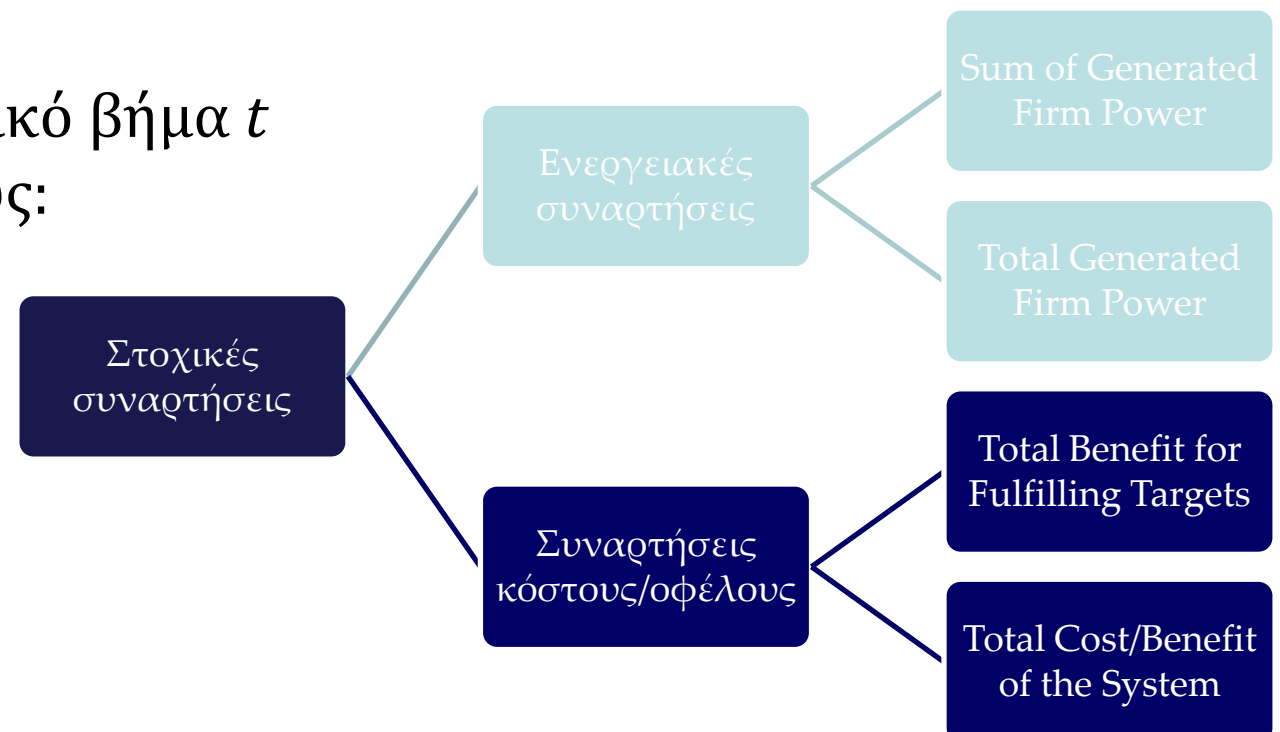 ικό βήμα t
ς:
Στοχικές
συναρτήσεις
Ενεργειακές
συναρτήσεις
Sum of Generated
Firm Power
Total Generated
Firm Power
Συναρτήσεις
κόστους/οφέλους
Total Benefit for
Fulfilling Targets
Total Cost/Benefit
of the System